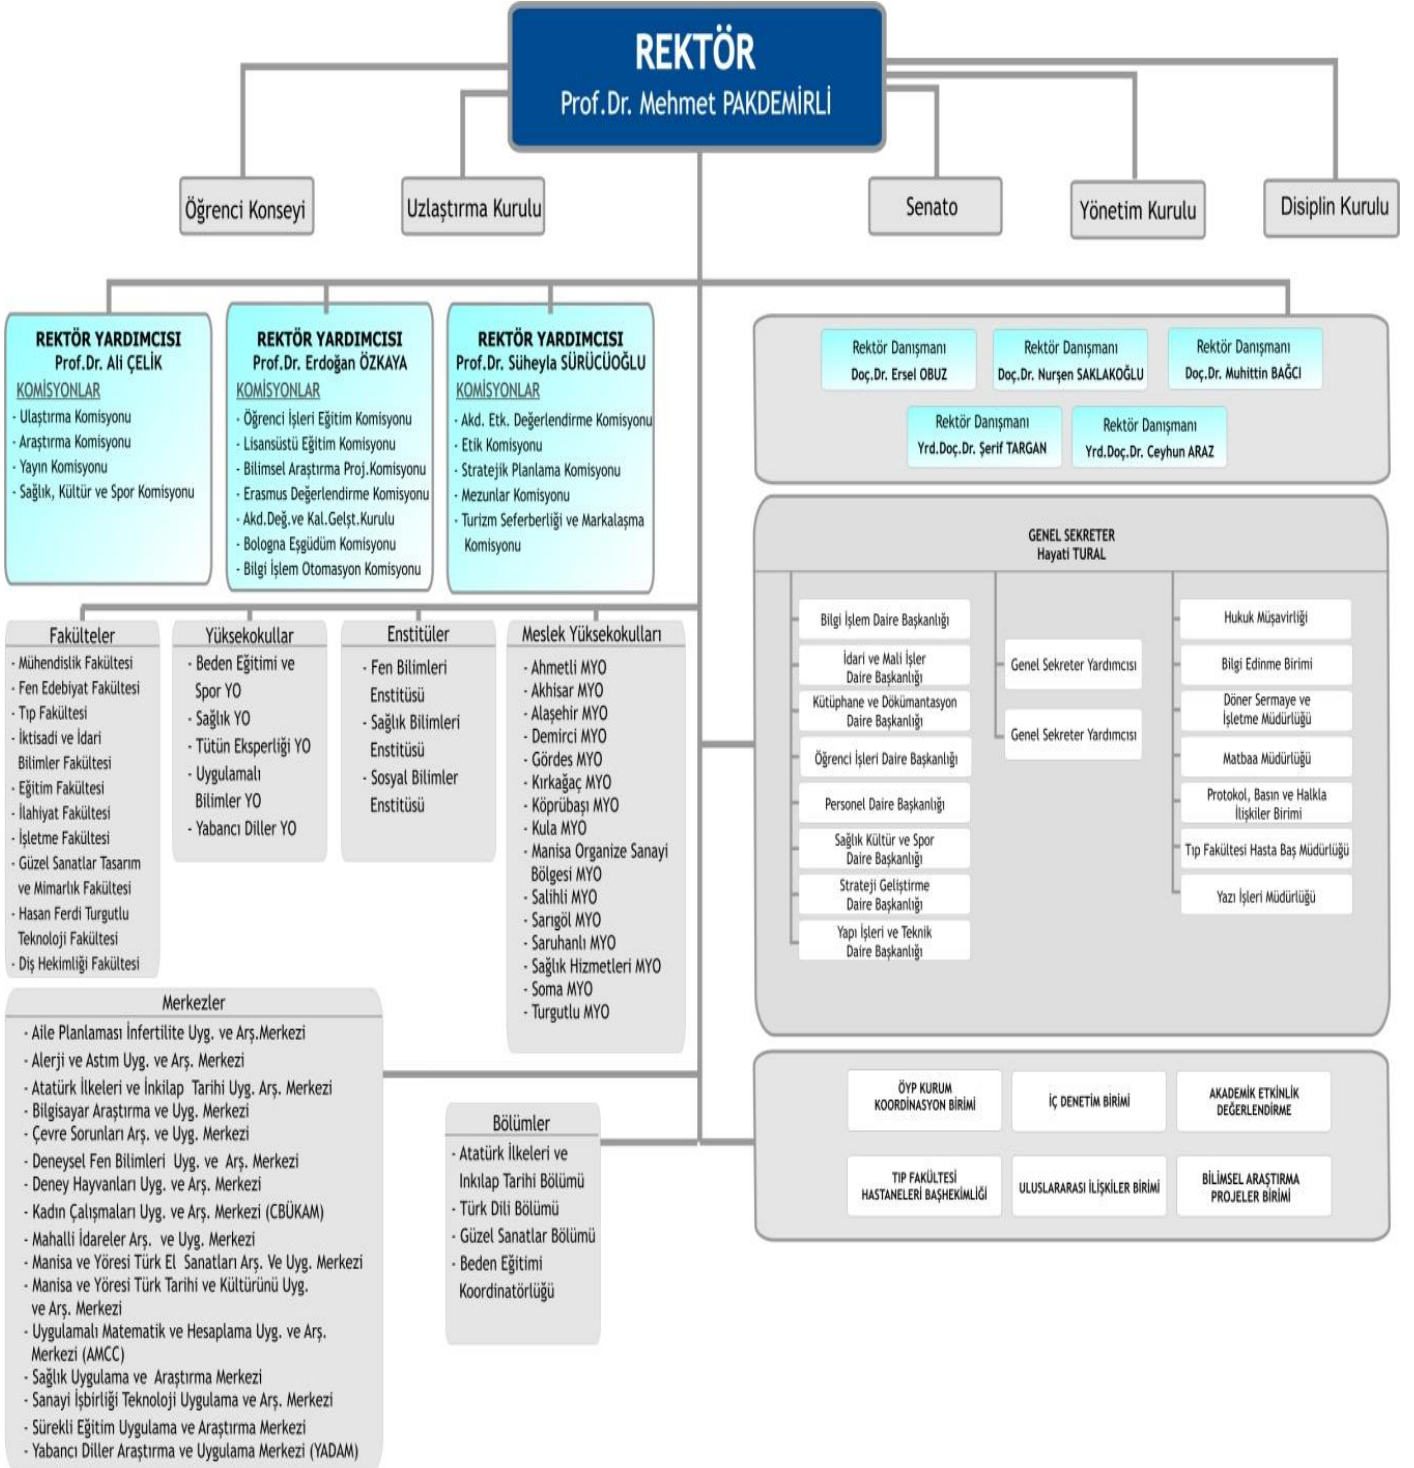 REKTÖR
Prof.Dr. Mehmet PAKDEMİRLİ
Öğrenci Konseyi
Uzlaştırma Kurulu
Senato
Yönetim Kurulu
Disiplin Kurulu
REKTÖR YARDIMCISI
Prof.Dr. Ali ÇELİK
KOMİSYONLAR
- Ulaştırma Komisyonu
- Araştırma Komisyonu
- Yayın Komisyonu
- Sağlık, Kültür ve Spor Komisyonu
REKTÖR YARDIMCISI
Prof.Dr. Erdoğan ÖZKAYA
KOMİSYONLAR
- Öğrenci İşleri Eğitim Komisyonu
- Lisansüstü Eğitim Komisyonu
- Bilimsel Araştırma Proj.Komisyonu
- Erasmus Değerlendirme Komisyonu
- Akd.Değ.ve Kal.Gelşt.Kurulu
- Bologna Eşgüdüm Komisyonu
- Bilgi İşlem Otomasyon Komisyonu
REKTÖR YARDIMCISI
Prof.Dr. Süheyla SÜRÜCÜOĞLU
KOMİSYONLAR
- Akd. Etk. Değerlendirme Komisyonu
- Etik Komisyonu
- Stratejik Planlama Komisyonu
- Mezunlar Komisyonu
- Turizm Seferberliği ve Markalaşma
Komisyonu
Rektör Danışmanı
Doç.Dr. Ersel OBUZ
Rektör Danışmanı
Doç.Dr. Nurşen SAKLAKOĞLU
Rektör Danışmanı
Doç.Dr. Muhittin BAĞCI
Rektör Danışmanı
Yrd.Doç.Dr. Şerif TARGAN
Rektör Danışmanı
Yrd.Doç.Dr. Ceyhun ARAZ
GENEL SEKRETER
Hayati TURAL
Bilgi İşlem Daire Başkanlığı
İdari ve Mali İşler
Daire Başkanlığı
Kütüphane ve Dökümantasyon
Daire Başkanlığı
Öğrenci İşleri Daire Başkanlığı
Personel Daire Başkanlığı
Sağlık Kültür ve Spor
Daire Başkanlığı
Strateji Geliştirme
Daire Başkanlığı
Yapı İşleri ve Teknik
Daire Başkanlığı
Genel Sekreter Yardımcısı
Genel Sekreter Yardımcısı
Hukuk Müşavirliği
Bilgi Edinme Birimi
Döner Sermaye ve
İşletme Müdürlüğü
Matbaa Müdürlüğü
Protokol, Basın ve Halkla
İlişkiler Birimi
Tıp Fakültesi Hasta Baş Müdürlüğü
Yazı İşleri Müdürlüğü
Fakülteler
- Mühendislik Fakültesi
- Fen Edebiyat Fakültesi
- Tıp Fakültesi
- İktisadi ve İdari
Bilimler Fakültesi
- Eğitim Fakültesi
- İlahiyat Fakültesi
- İşletme Fakültesi
- Güzel Sanatlar Tasarım
ve Mimarlık Fakültesi
- Hasan Ferdi Turgutlu
Teknoloji Fakültesi
- Diş Hekimliği Fakültesi
Yüksekokullar
- Beden Eğitimi ve
Spor YO
- Sağlık YO
- Tütün Eksperliği YO
- Uygulamalı
Bilimler YO
- Yabancı Diller YO
Enstitüler
- Fen Bilimleri
Enstitüsü
- Sağlık Bilimleri
Enstitüsü
- Sosyal Bilimler
Enstitüsü
Meslek Yüksekokulları
- Ahmetli MYO
- Akhisar MYO
- Alaşehir MYO
- Demirci MYO
- Gördes MYO
- Kırkağaç MYO
- Köprübaşı MYO
- Kula MYO
- Manisa Organize Sanayi
Bölgesi MYO
- Salihli MYO
- Sarıgöl MYO
- Saruhanlı MYO
- Sağlık Hizmetleri MYO
- Soma MYO
- Turgutlu MYO
Merkezler
- Aile Planlaması İnfertilite Uyg. ve Arş.Merkezi
- Alerji ve Astım Uyg. ve Arş. Merkezi
- Atatürk İlkeleri ve İnkilap Tarihi Uyg. Arş. Merkezi
- Bilgisayar Araştırma ve Uyg. Merkezi
- Çevre Sorunları Arş. ve Uyg. Merkezi
- Deneysel Fen Bilimleri Uyg. ve Arş. Merkezi
- Deney Hayvanları Uyg. ve Arş. Merkezi
- Kadın Çalışmaları Uyg. ve Arş. Merkezi (CBÜKAM)
- Mahalli İdareler Arş. ve Uyg. Merkezi
- Manisa ve Yöresi Türk El Sanatları Arş. Ve Uyg. Merkezi
- Manisa ve Yöresi Türk Tarihi ve Kültürünü Uyg.
ve Arş. Merkezi
- Uygulamalı Matematik ve Hesaplama Uyg. ve Arş.
Merkezi (AMCC)
- Sağlık Uygulama ve Araştırma Merkezi
- Sanayi İşbirliği Teknoloji Uygulama ve Arş. Merkezi
- Sürekli Eğitim Uygulama ve Araştırma Merkezi
- Yabancı Diller Araştırma ve Uygulama Merkezi (YADAM)
Bölümler
- Atatürk İlkeleri ve
Inkılap Tarihi Bölümü
- Türk Dili Bölümü
- Güzel Sanatlar Bölümü
- Beden Eğitimi
Koordinatörlüğü
ÖYP KURUM
KOORDİNASYON BİRİMİ
İÇ DENETİM BİRİMİ
AKADEMİK ETKİNLİK
DEĞERLENDİRME
TIP FAKÜLTESİ
HASTANELERİ BAŞHEKİMLİĞİ
ULUSLARARASI İLİŞKİLER BİRİMİ
BİLİMSEL ARAŞTIRMA
PROJELER BİRİMİ